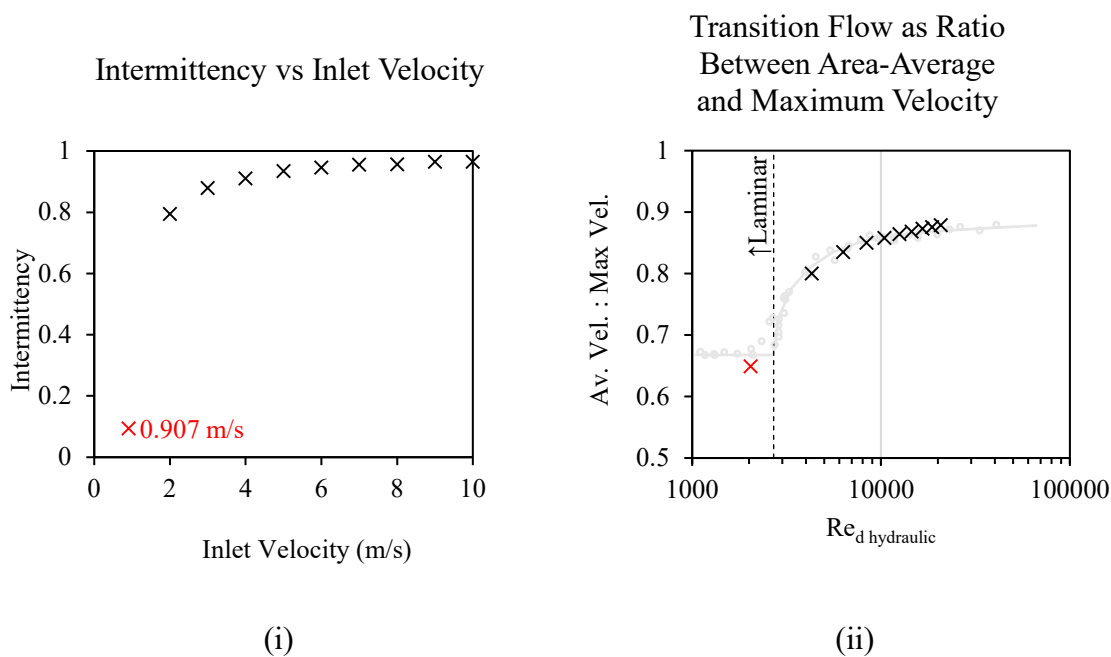 Intermittency vs Inlet Velocity
Intermittency
1
0.8
0.6
0.4
0.2
0
0.907 m/s
0 2 4 6 8 10
Inlet Velocity (m/s)
(i)
Transition Flow as Ratio
Between Area-Average
and Maximum Velocity
Av. Vel. : Max Vel.
1
0.9
0.8
0.7
0.6
0.5
↑Laminar
1000 10000 100000
Re_d hydraulic
(ii)